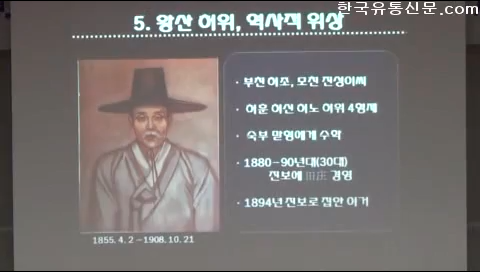 한국유통신문.com
5. 왕산 허위, 역사적 위상
· 부친 허조, 모친 진성이씨
· 허훈 허신 허노 허위 4형제
· 숙부 맏형에게 수학
· 1880-90년대(30대)
진보에 田庄 경영
· 1894년 진보로 집안 이거
1855. 4. 2 - 1908. 10. 21